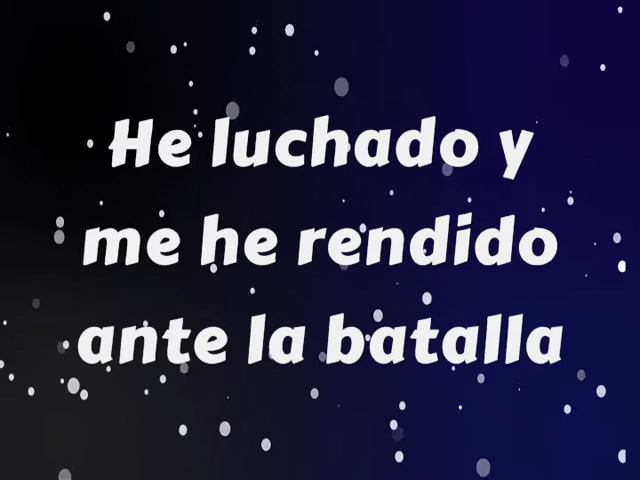 He luchado y
me he rendido
ante la batalla